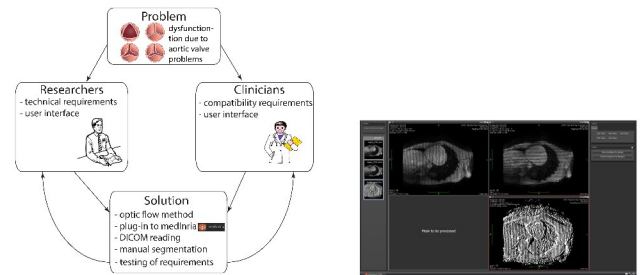 Problem
dysfunction-
tion due to
aortic valve
problems
Researchers
- technical requirements
- user interface
Clinicians
- compatibility requirements
- user interface
Solution
- optic flow method
- plug-in to medInria
- DICOM reading
- manual segmentation
- testing of requirements